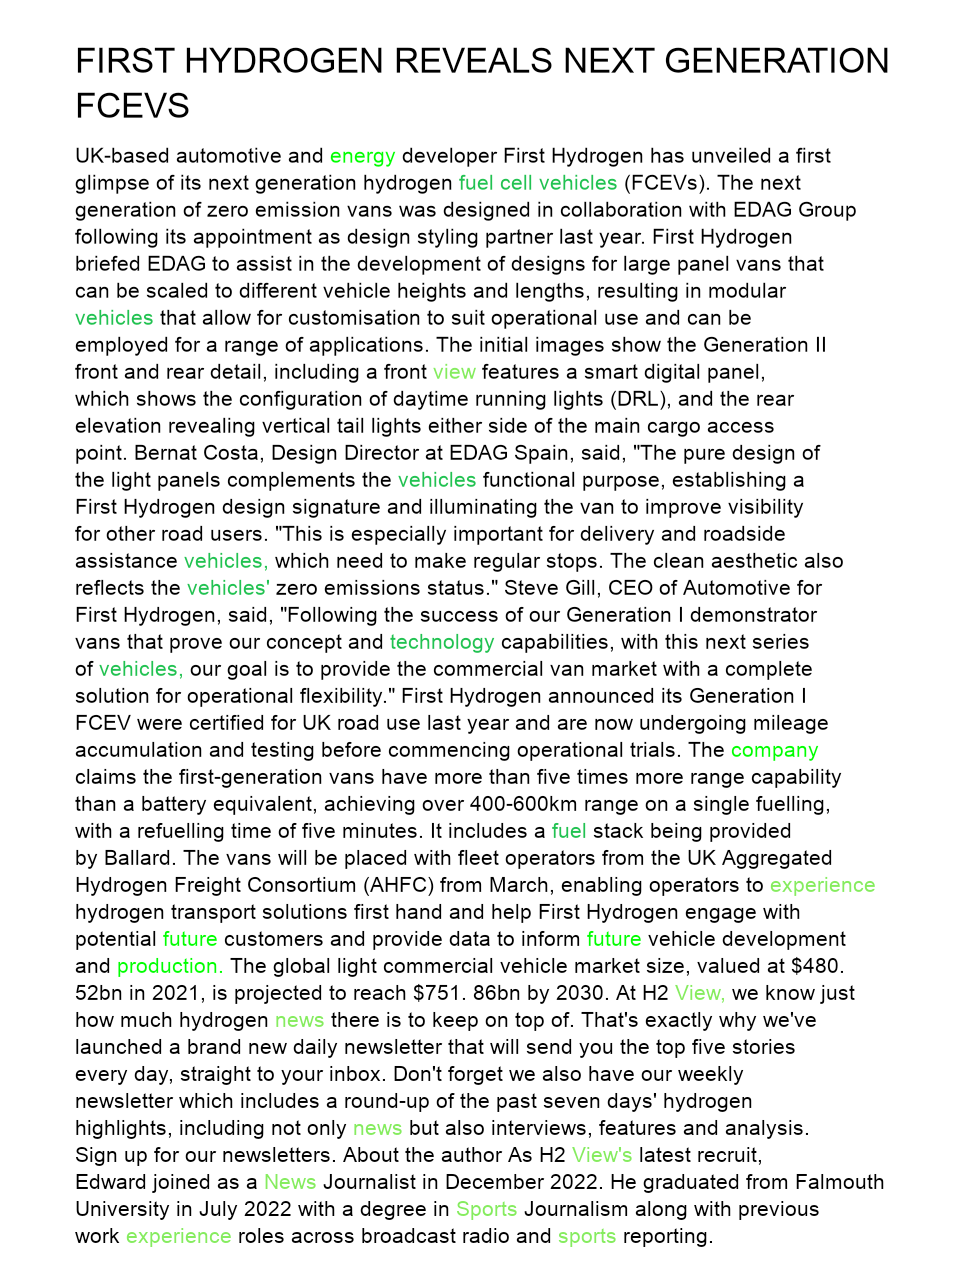 FIRST HYDROGEN REVEALS NEXT GENERATION
FCEVS
UK-based automotive and energy developer First Hydrogen has unveiled a first
glimpse of its next generation hydrogen fuel cell vehicles (FCEVs). The next
generation of zero emission vans was designed in collaboration with EDAG Group
following its appointment as design styling partner last year. First Hydrogen
briefed EDAG to assist in the development of designs for large panel vans that
can be scaled to different vehicle heights and lengths, resulting in modular
vehicles that allow for customisation to suit operational use and can be
employed for a range of applications. The initial images show the Generation II
front and rear detail, including a front view features a smart digital panel,
which shows the configuration of daytime running lights (DRL), and the rear
elevation revealing vertical tail lights either side of the main cargo access
point. Bernat Costa, Design Director at EDAG Spain, said, "The pure design of
the light panels complements the vehicles functional purpose, establishing a
First Hydrogen design signature and illuminating the van to improve visibility
for other road users. "This is especially important for delivery and roadside
assistance vehicles, which need to make regular stops. The clean aesthetic also
reflects the vehicles' zero emissions status." Steve Gill, CEO of Automotive for
First Hydrogen, said, "Following the success of our Generation I demonstrator
vans that prove our concept and technology capabilities, with this next series
of vehicles, our goal is to provide the commercial van market with a complete
solution for operational flexibility." First Hydrogen announced its Generation I
FCEV were certified for UK road use last year and are now undergoing mileage
accumulation and testing before commencing operational trials. The company
claims the first-generation vans have more than five times more range capability
than a battery equivalent, achieving over 400-600km range on a single fuelling,
with a refuelling time of five minutes. It includes a fuel stack being provided
by Ballard. The vans will be placed with fleet operators from the UK Aggregated
Hydrogen Freight Consortium (AHFC) from March, enabling operators to experience
hydrogen transport solutions first hand and help First Hydrogen engage with
potential future customers and provide data to inform future vehicle development
and production. The global light commercial vehicle market size, valued at $480.
52bn in 2021, is projected to reach $751. 86bn by 2030. At H2 View, we know just
how much hydrogen news there is to keep on top of. That's exactly why we've
launched a brand new daily newsletter that will send you the top five stories
every day, straight to your inbox. Don't forget we also have our weekly
newsletter which includes a round-up of the past seven days' hydrogen
highlights, including not only news but also interviews, features and analysis.
Sign up for our newsletters. About the author As H2 View's latest recruit,
Edward joined as a News Journalist in December 2022. He graduated from Falmouth
University in July 2022 with a degree in Sports Journalism along with previous
work experience roles across broadcast radio and sports reporting.